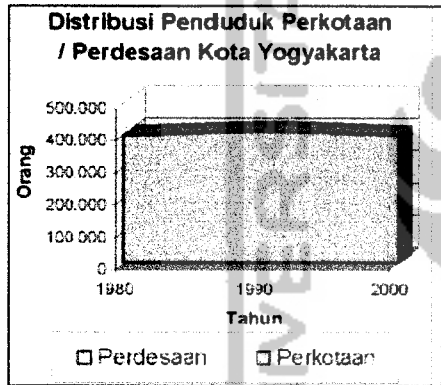 Distribusi Penduduk Perkotaan
/ Perdesaan Kota Yogyakarta
Orang
500.000
400.000
300.000
200.000
100.000
0
1980
1990
2000
Tahun
Perdesaan
Perkotaan
VERSITA